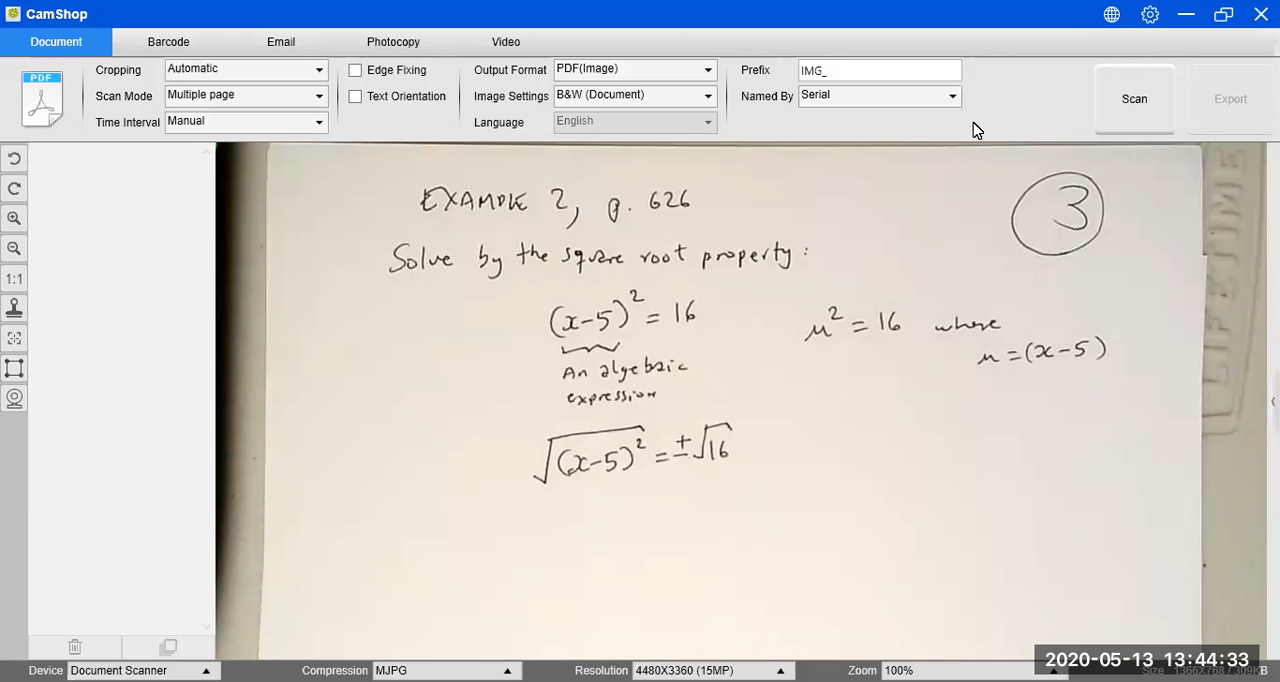 CamShop
Document Barcode Email Photocopy Video
PDF
Cropping Automatic
Scan Mode Multiple page
Time Interval Manual
Edge Fixing
Text Orientation
Output Format PDF(Image)
Image Settings B&W (Document)
Language English
Prefix IMG_
Named By Serial
Scan
Export
1:1
EXAMPLE 2, p. 626
3
Solve by the square root property:
(x-5)² = 16
u² = 16 where
u = (x-5)
An algebraic
expression
√(x-5)² = ±√16
LIFETIME
Device Document Scanner Compression MJPG Resolution 4480X3360 (15MP) Zoom 100%
2020-05-13 13:44:33